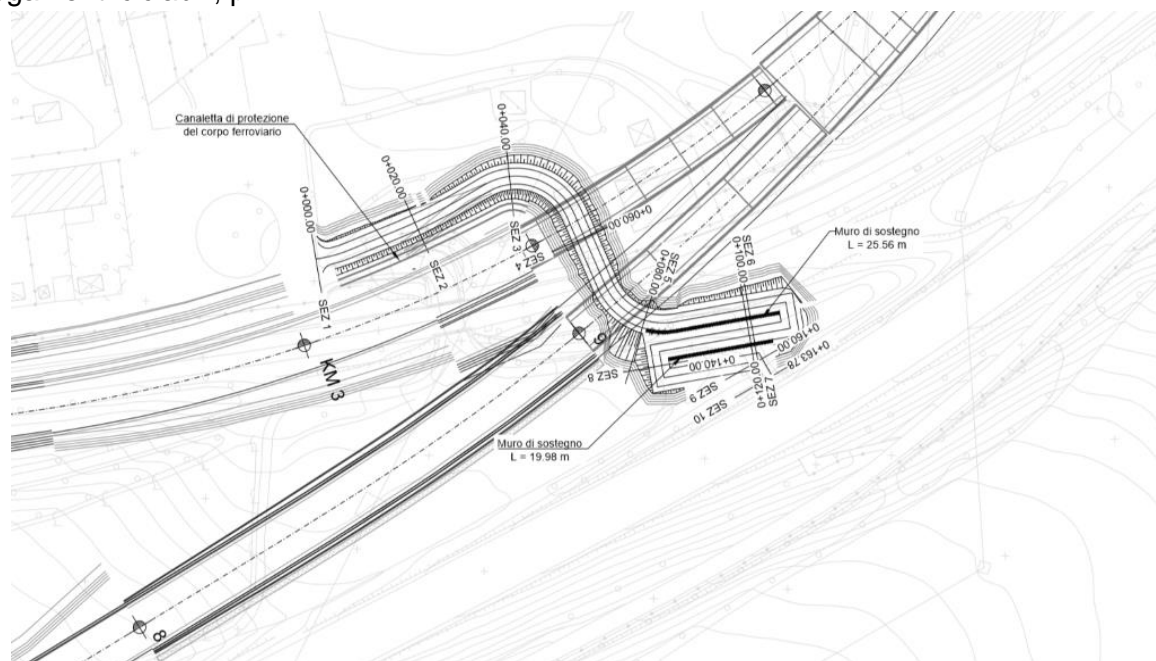 Canaletta di protezione
del corpo ferroviario
0+000.00
0+020.00
0+040.00
0+060.00
SEZ 1
SEZ 2
SEZ 3
SEZ 4
KM 3
0+080.00
SEZ 5
0+100.00
SEZ 6
Muro di sostegno
L = 25.56 m
9
SEZ 8
0+140.00
0+160.00
0+163.78
SEZ 9
SEZ 10
0+120.00
SEZ 7
Muro di sostegno
L = 19.98 m
8